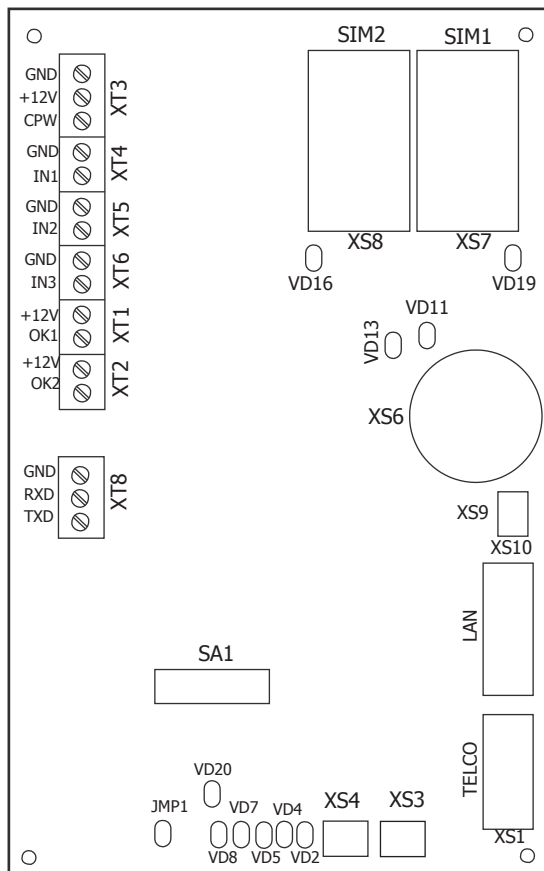 SIM2
SIM1
GND
+12V
CPW
XT3
GND
IN1
XT4
GND
IN2
XT5
GND
IN3
XT6
+12V
OK1
XT1
+12V
OK2
XT2
XS8
XS7
VD16
VD19
VD11
VD13
XS6
GND
RXD
TXD
XT8
XS9
XS10
LAN
SA1
TELCO
XS1
VD20
JMP1
VD7
VD4
XS4
XS3
VD8
VD5
VD2